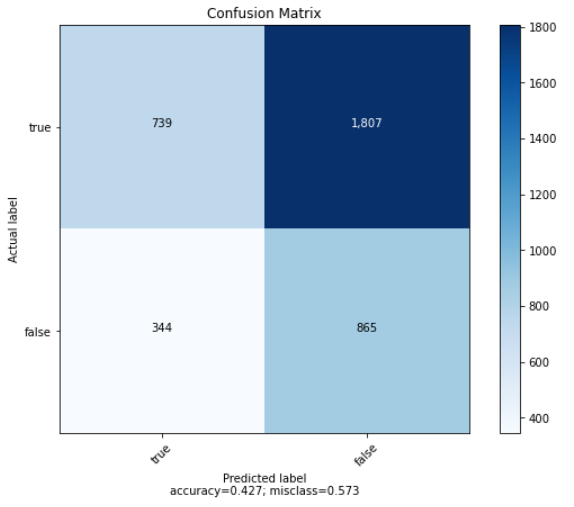 Confusion Matrix
1800
true
739
1,807
1600
1400
1200
Actual label
1000
800
false
344
865
600
400
true
false
Predicted label
accuracy=0.427; misclass=0.573